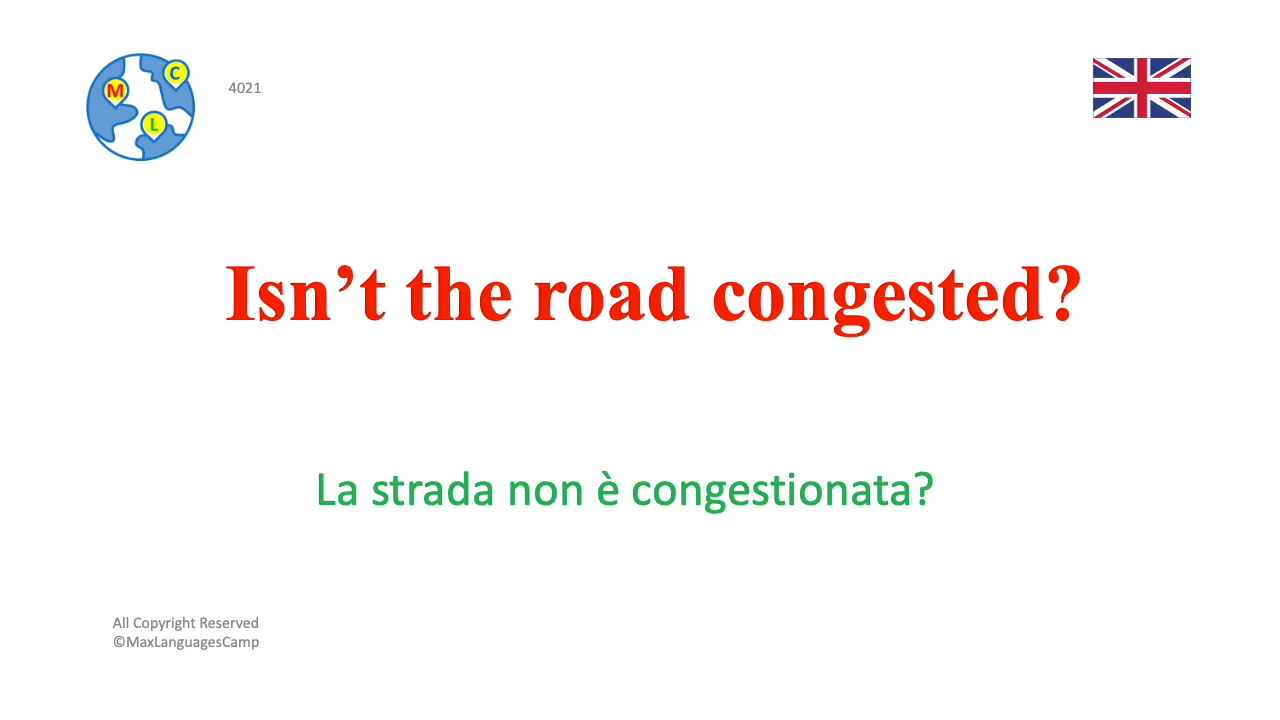 M
C
L
4021
Isn’t the road congested?
La strada non è congestionata?
All Copyright Reserved
©MaxLanguagesCamp